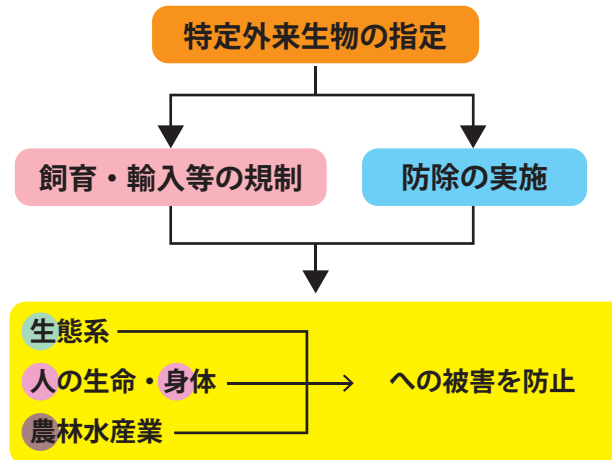 特定外来生物の指定
飼育・輸入等の規制
防除の実施
生態系
人の生命・身体
への被害を防止
農林水産業